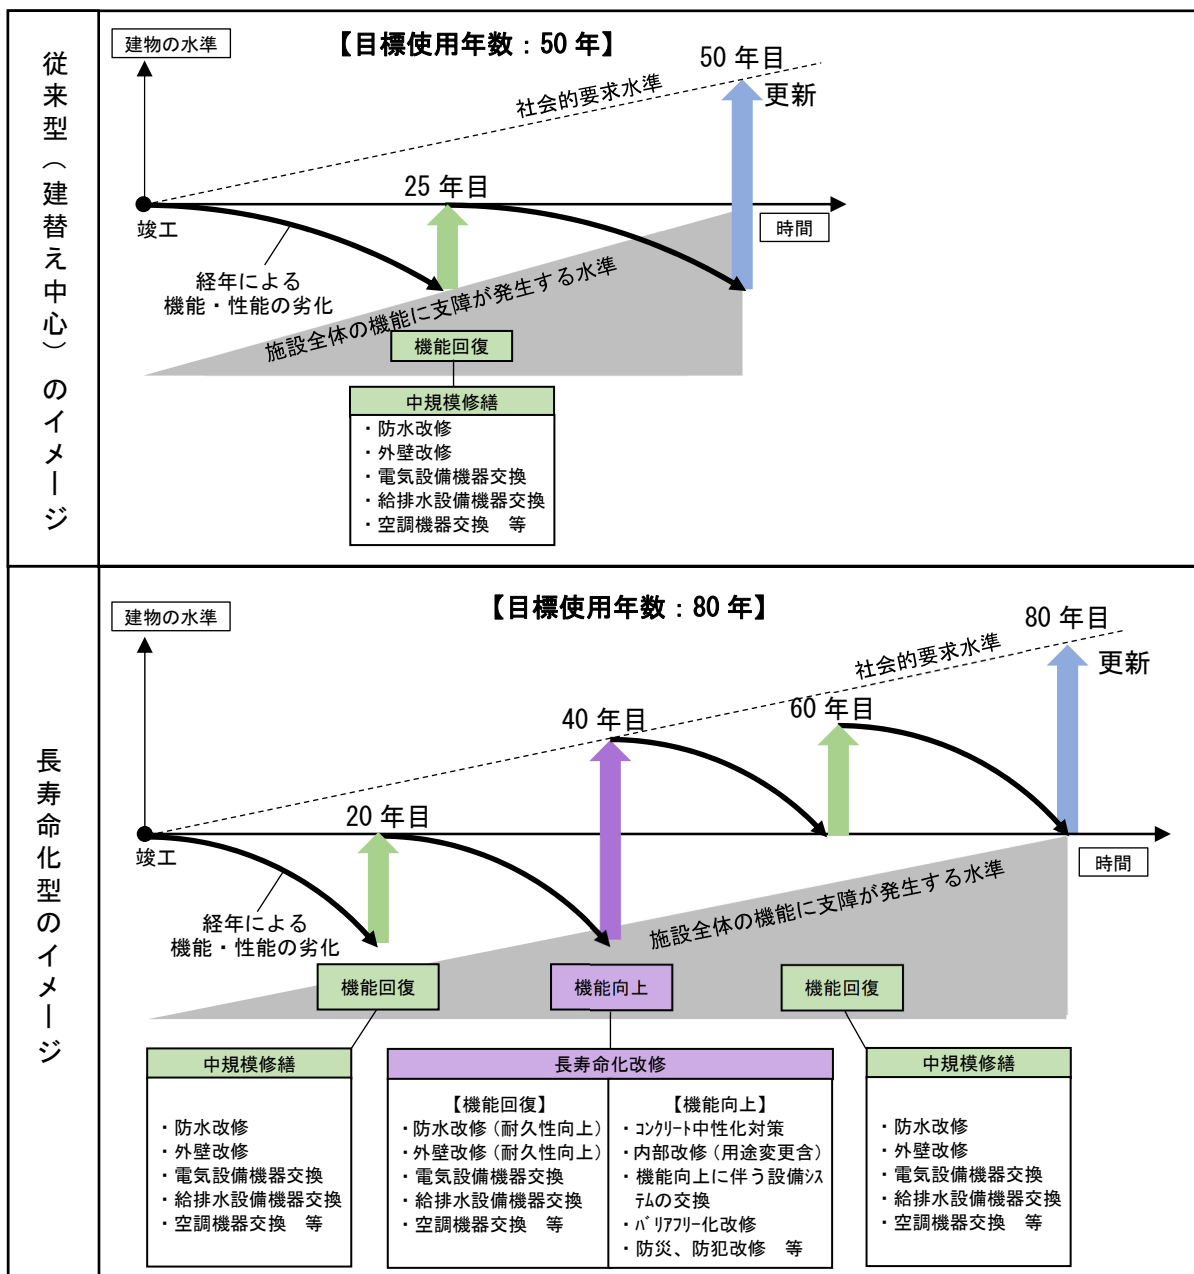 従来型（建替え中心）のイメージ
建物の水準
【目標使用年数：50 年】
50 年目
更新
社会的要求水準
25 年目
竣工
時間
経年による
機能・性能の劣化
施設全体の機能に支障が発生する水準
機能回復
中規模修繕
・防水改修
・外壁改修
・電気設備機器交換
・給排水設備機器交換
・空調機器交換　等
長寿命化型のイメージ
建物の水準
【目標使用年数：80 年】
80 年目
更新
社会的要求水準
60 年目
40 年目
20 年目
竣工
時間
経年による
機能・性能の劣化
施設全体の機能に支障が発生する水準
機能回復
機能向上
機能回復
中規模修繕
・防水改修
・外壁改修
・電気設備機器交換
・給排水設備機器交換
・空調機器交換　等
長寿命化改修
【機能回復】
・防水改修（耐久性向上）
・外壁改修（耐久性向上）
・電気設備機器交換
・給排水設備機器交換
・空調機器交換　等
【機能向上】
・ｺﾝｸﾘｰﾄ中性化対策
・内部改修（用途変更含）
・機能向上に伴う設備ｼｽ
ﾃﾑの交換
・ﾊﾞﾘｱﾌﾘｰ化改修
・防災、防犯改修　等
中規模修繕
・防水改修
・外壁改修
・電気設備機器交換
・給排水設備機器交換
・空調機器交換　等